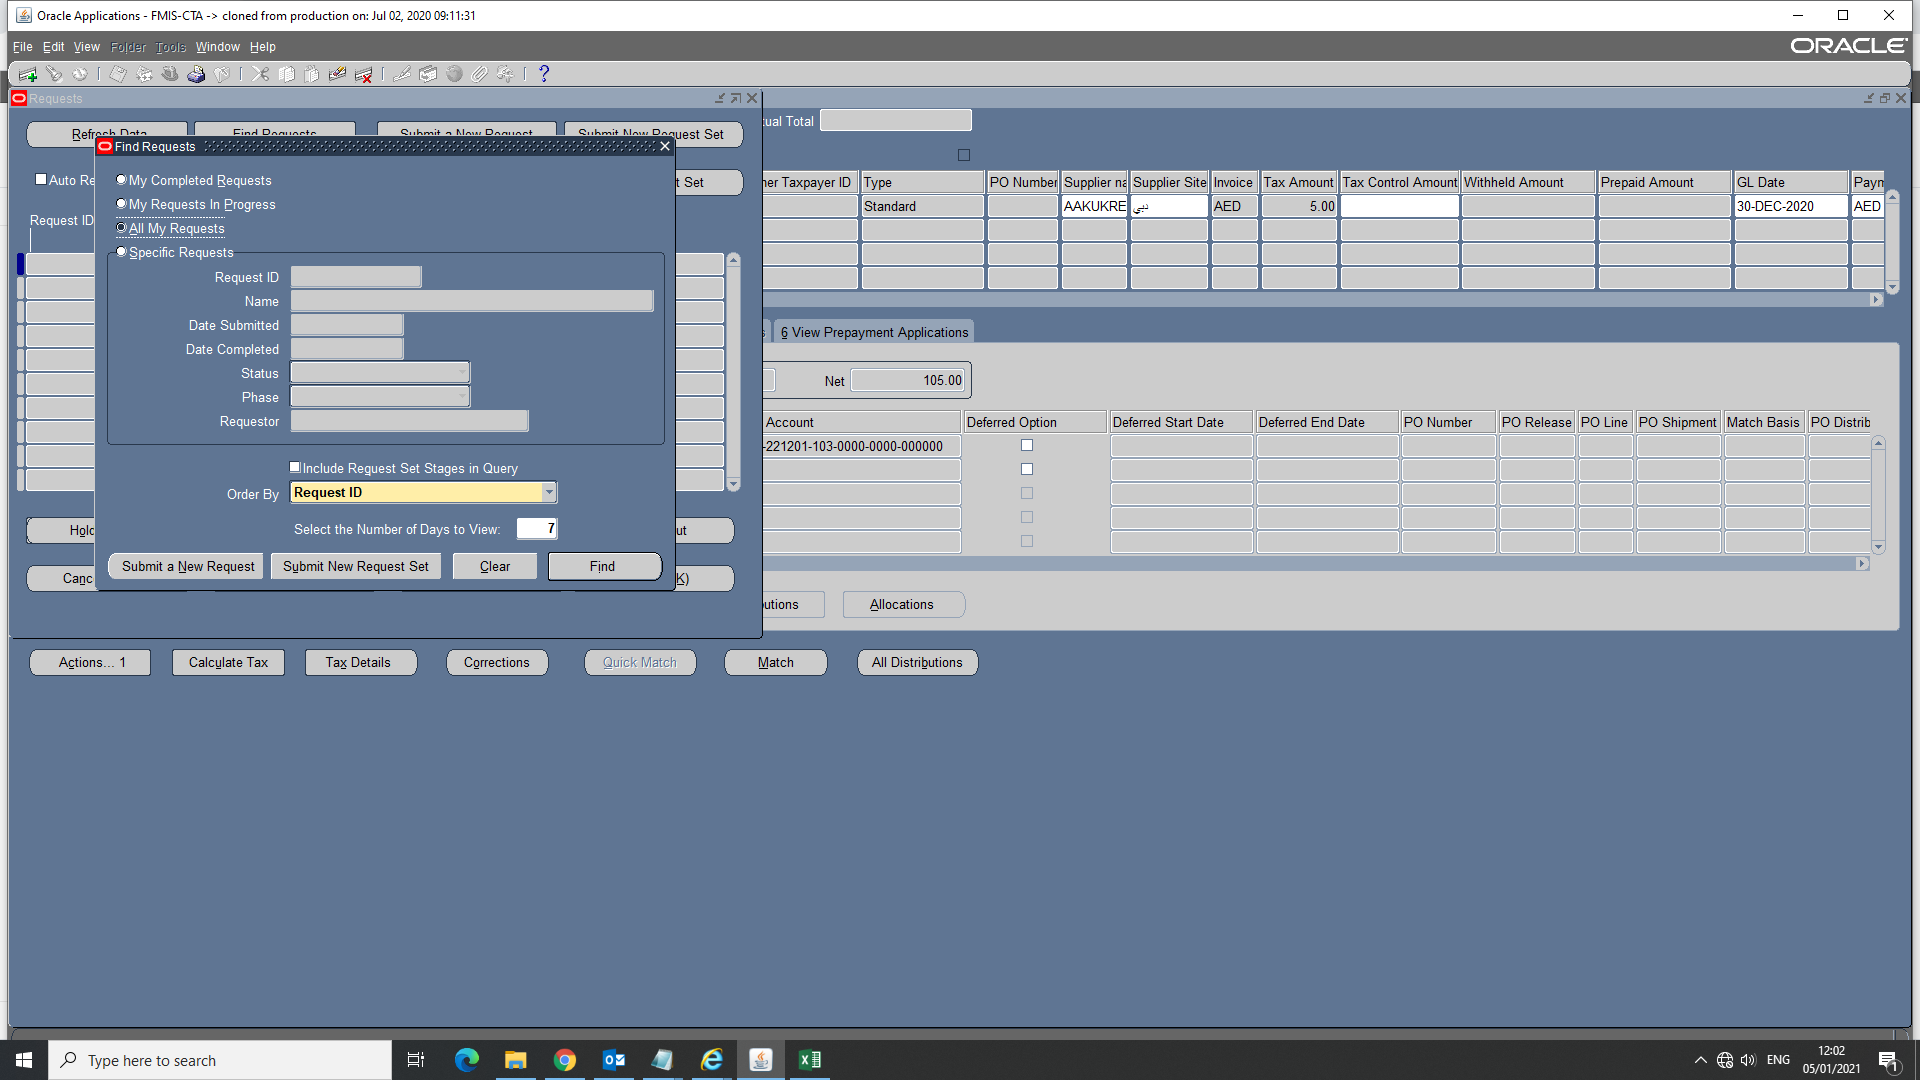 Oracle Applications - FMIS-CTA -> cloned from production on: Jul 02, 2020 09:11:31
File Edit View Folder Tools Window Help
ORACLE
?
Requests
Refresh Data Find Requests Submit a New Request Submit New Request Set
tual Total
Find Requests
Auto Re
My Completed Requests
t Set
My Requests In Progress
Request ID
All My Requests
Specific Requests
Request ID
Name
Date Submitted
Date Completed
Status
Phase
Requestor
Include Request Set Stages in Query
Order By Request ID
Select the Number of Days to View: 7
Submit a New Request Submit New Request Set Clear Find
Hold
Canc
ut
K)
er Taxpayer ID Type PO Number Supplier na Supplier Site Invoice Tax Amount Tax Control Amount Withheld Amount Prepaid Amount GL Date Paym
Standard AAKUKRE دبي AED 5.00 30-DEC-2020 AED
s 6 View Prepayment Applications
Net 105.00
Account Deferred Option Deferred Start Date Deferred End Date PO Number PO Release PO Line PO Shipment Match Basis PO Distrib
-221201-103-0000-0000-000000
utions Allocations
Actions... 1 Calculate Tax Tax Details Corrections Quick Match Match All Distributions
Type here to search
ENG
12:02
05/01/2021
1